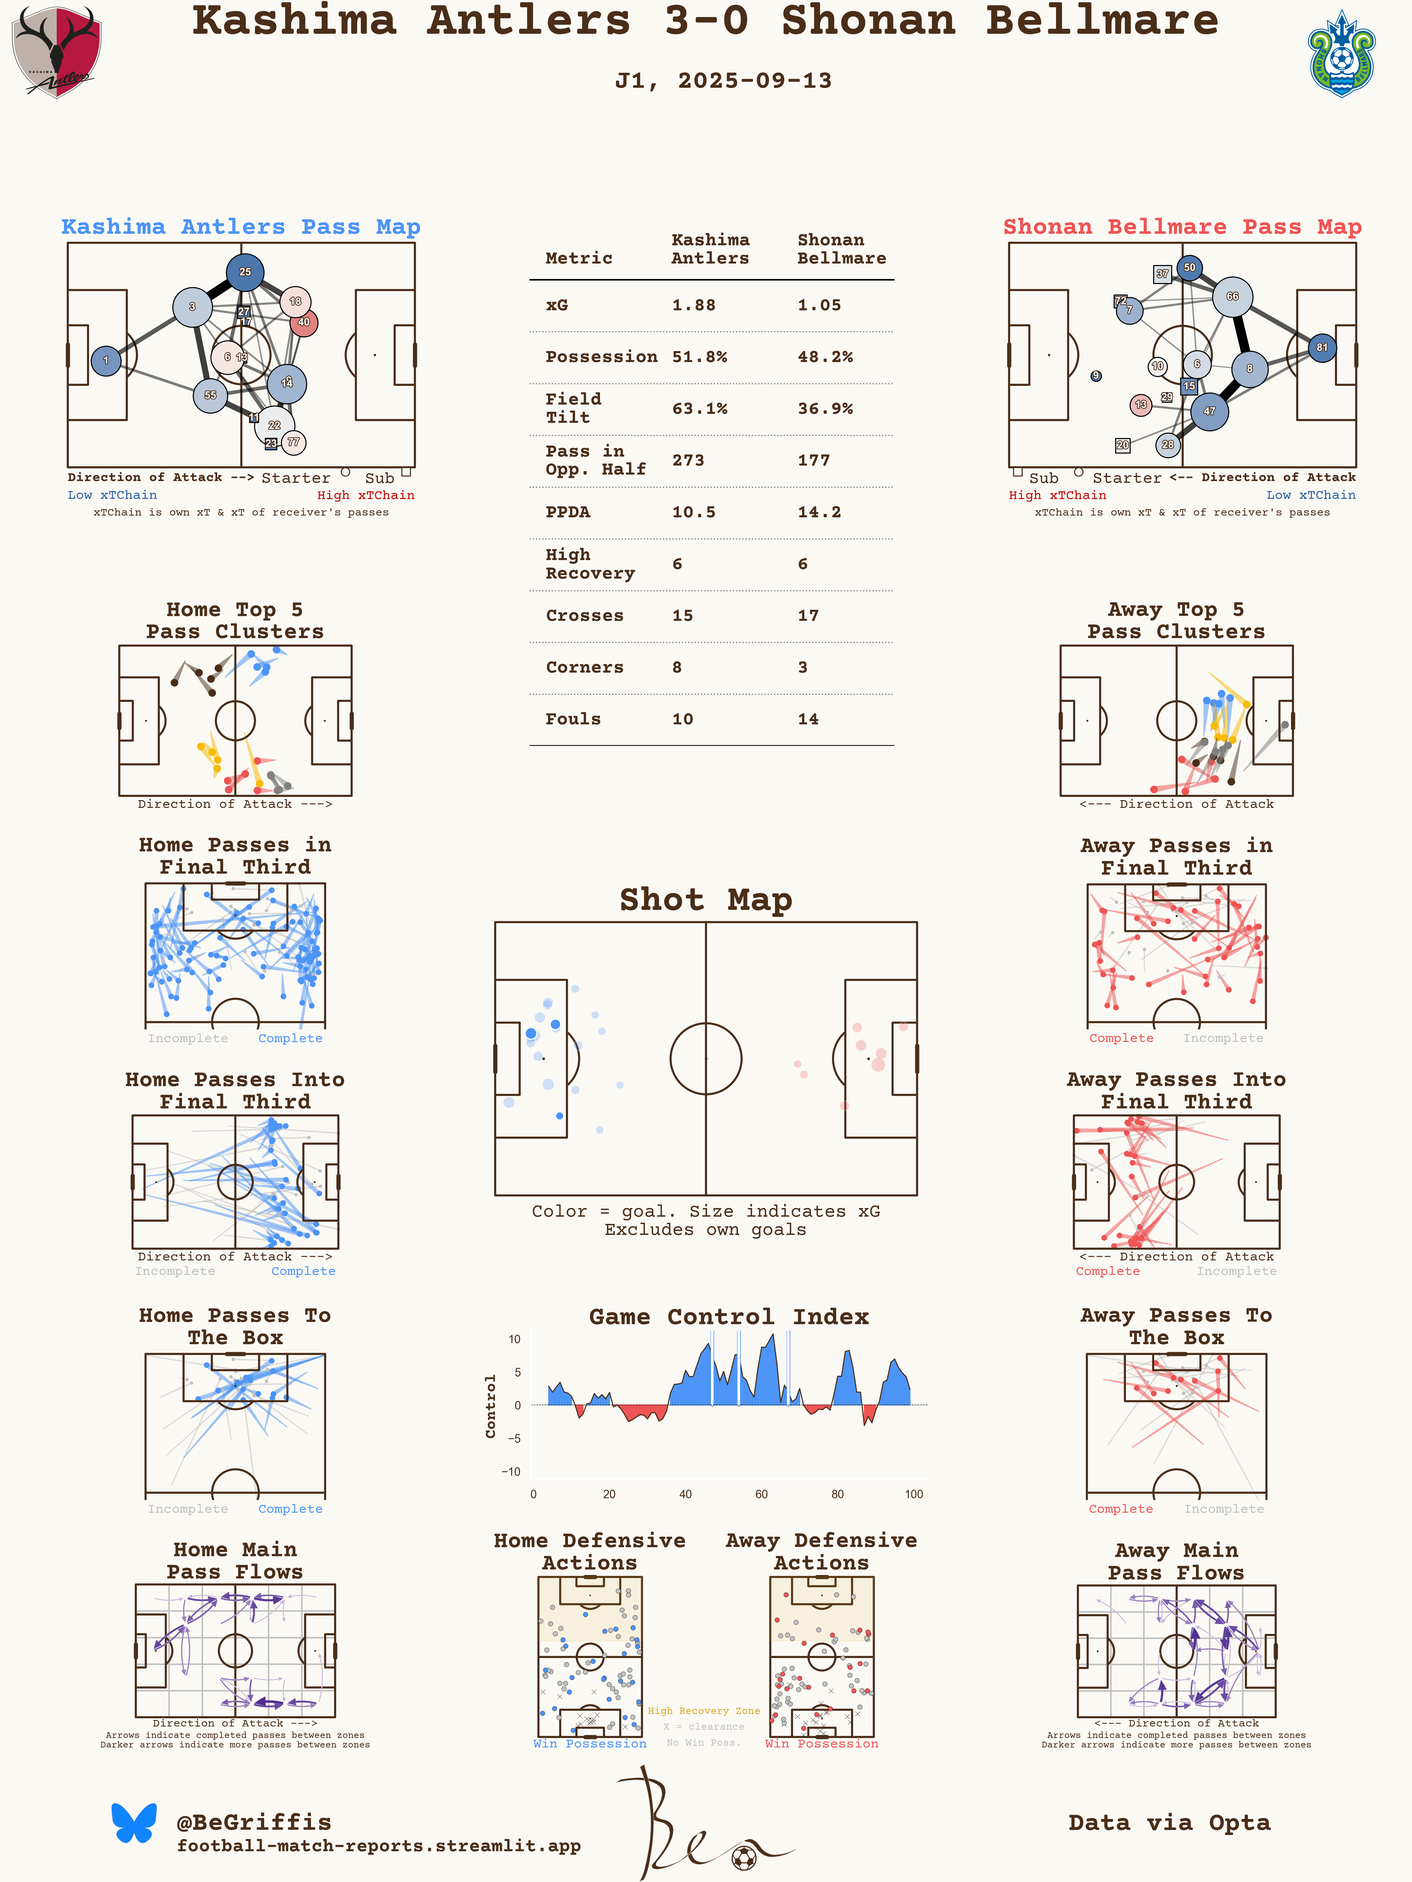 Kashima Antlers 3-0 Shonan Bellmare
J1, 2025-09-13
KASHIMA
Antlers
Kashima Antlers Pass Map
25
3
18
27
17
40
1
6
13
14
55
11
22
23
77
Direction of Attack --> Starter Sub
Low xTChain High xTChain
xTChain is own xT & xT of receiver's passes
Metric Kashima Antlers Shonan Bellmare
xG 1.88 1.05
Possession 51.8% 48.2%
Field Tilt 63.1% 36.9%
Pass in Opp. Half 273 177
PPDA 10.5 14.2
High Recovery 6 6
Crosses 15 17
Corners 8 3
Fouls 10 14
Shonan Bellmare Pass Map
37
50
66
72
7
81
10
6
8
9
15
29
13
47
20
28
Sub Starter <-- Direction of Attack
High xTChain Low xTChain
xTChain is own xT & xT of receiver's passes
Home Top 5
Pass Clusters
Direction of Attack --->
Away Top 5
Pass Clusters
<--- Direction of Attack
Home Passes in
Final Third
Incomplete Complete
Away Passes in
Final Third
Complete Incomplete
Shot Map
Color = goal. Size indicates xG
Excludes own goals
Home Passes Into
Final Third
Direction of Attack --->
Incomplete Complete
Away Passes Into
Final Third
<--- Direction of Attack
Complete Incomplete
Home Passes To
The Box
Incomplete Complete
Game Control Index
Control
10
5
0
−5
−10
0 20 40 60 80 100
Away Passes To
The Box
Complete Incomplete
Home Main
Pass Flows
Direction of Attack --->
Arrows indicate completed passes between zones
Darker arrows indicate more passes between zones
Home Defensive
Actions
Win Possession
Away Defensive
Actions
Win Possession
High Recovery Zone
X = clearance
No Win Poss.
Away Main
Pass Flows
<--- Direction of Attack
Arrows indicate completed passes between zones
Darker arrows indicate more passes between zones
@BeGriffis
football-match-reports.streamlit.app
Ben
Data via Opta